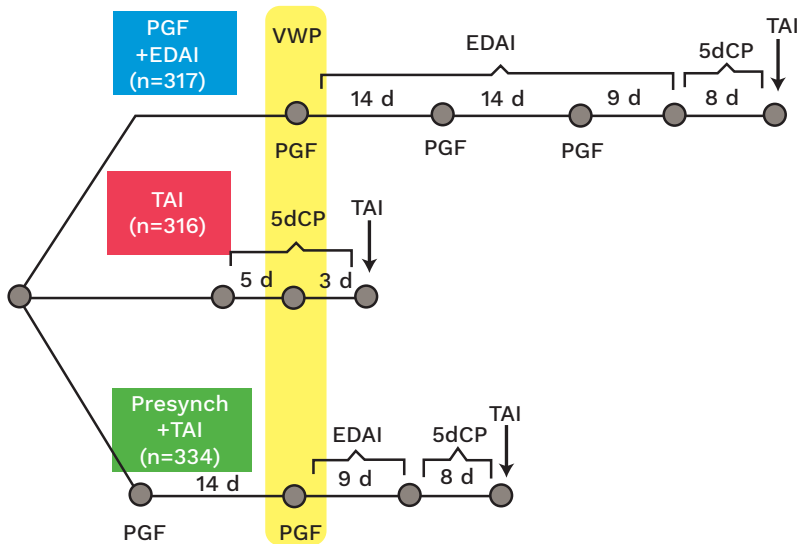 PGF
+EDAI
(n=317)
VWP
EDAI
5dCP
TAI
14 d
14 d
9 d
8 d
PGF
PGF
PGF
TAI
(n=316)
5dCP
TAI
5 d
3 d
Presynch
+TAI
(n=334)
EDAI
5dCP
TAI
14 d
9 d
8 d
PGF
PGF